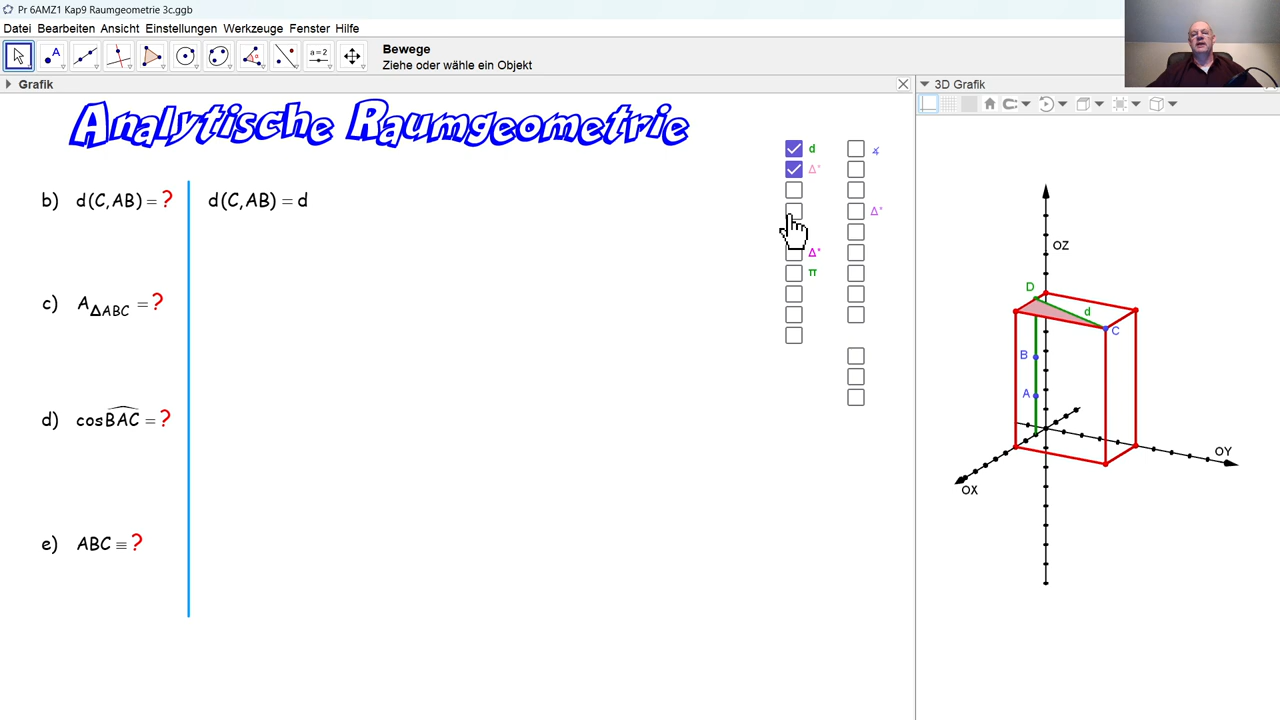 Pr 6AMZ1 Kap9 Raumgeometrie 3c.ggb
Datei Bearbeiten Ansicht Einstellungen Werkzeuge Fenster Hilfe
A a=2 Bewege
Ziehe oder wähle ein Objekt
Grafik
3D Grafik
Analytische Raumgeometrie
d ∡
Δ*
b) d(C,AB) = ? d(C,AB) = d
Δ*
Δ*
π
c) A_ΔABC = ?
d) cos BAC = ?
e) ABC ≡ ?
OZ
D
d
C
B
A
OY
OX